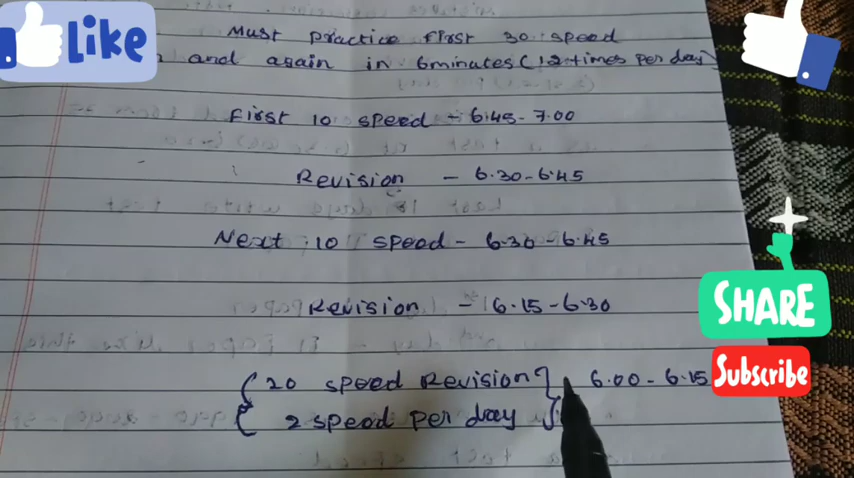 Like
Must practice first 30 speed
and again in 6minutes (12 times per day)
First 10 speed - 6.45 - 7.00
Revision - 6.30 - 6.45
Next 10 speed - 6.30 - 6.45
Revision - 6.15 - 6.30
20 speed Revision 6.00 - 6.15
2 speed per day
SHARE
Subscribe